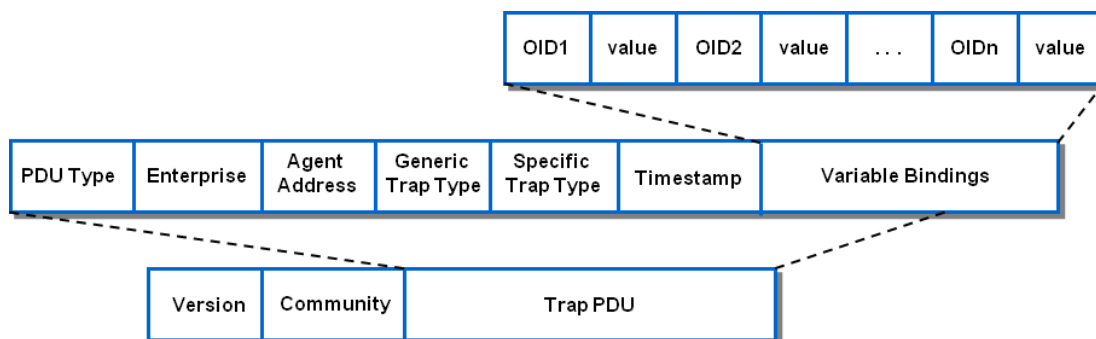 OID1 value OID2 value . . . OIDn value
PDU Type Enterprise Agent Address Generic Trap Type Specific Trap Type Timestamp Variable Bindings
Version Community Trap PDU